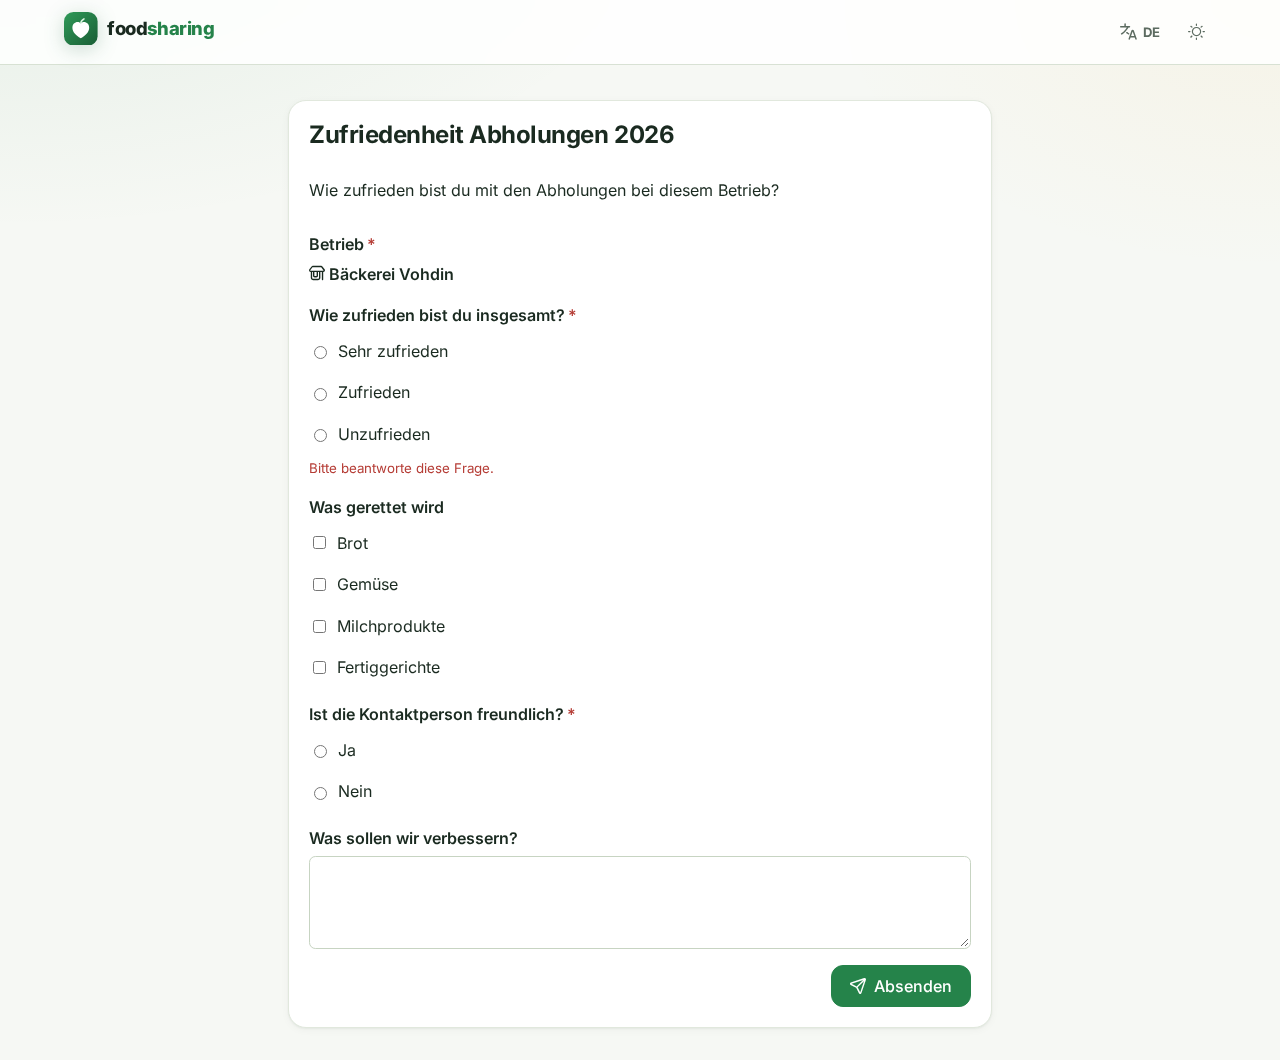 foodsharing
DE
Zufriedenheit Abholungen 2026
Wie zufrieden bist du mit den Abholungen bei diesem Betrieb?
Betrieb *
Bäckerei Vohdin
Wie zufrieden bist du insgesamt? *
Sehr zufrieden
Zufrieden
Unzufrieden
Bitte beantworte diese Frage.
Was gerettet wird
Brot
Gemüse
Milchprodukte
Fertiggerichte
Ist die Kontaktperson freundlich? *
Ja
Nein
Was sollen wir verbessern?
Absenden